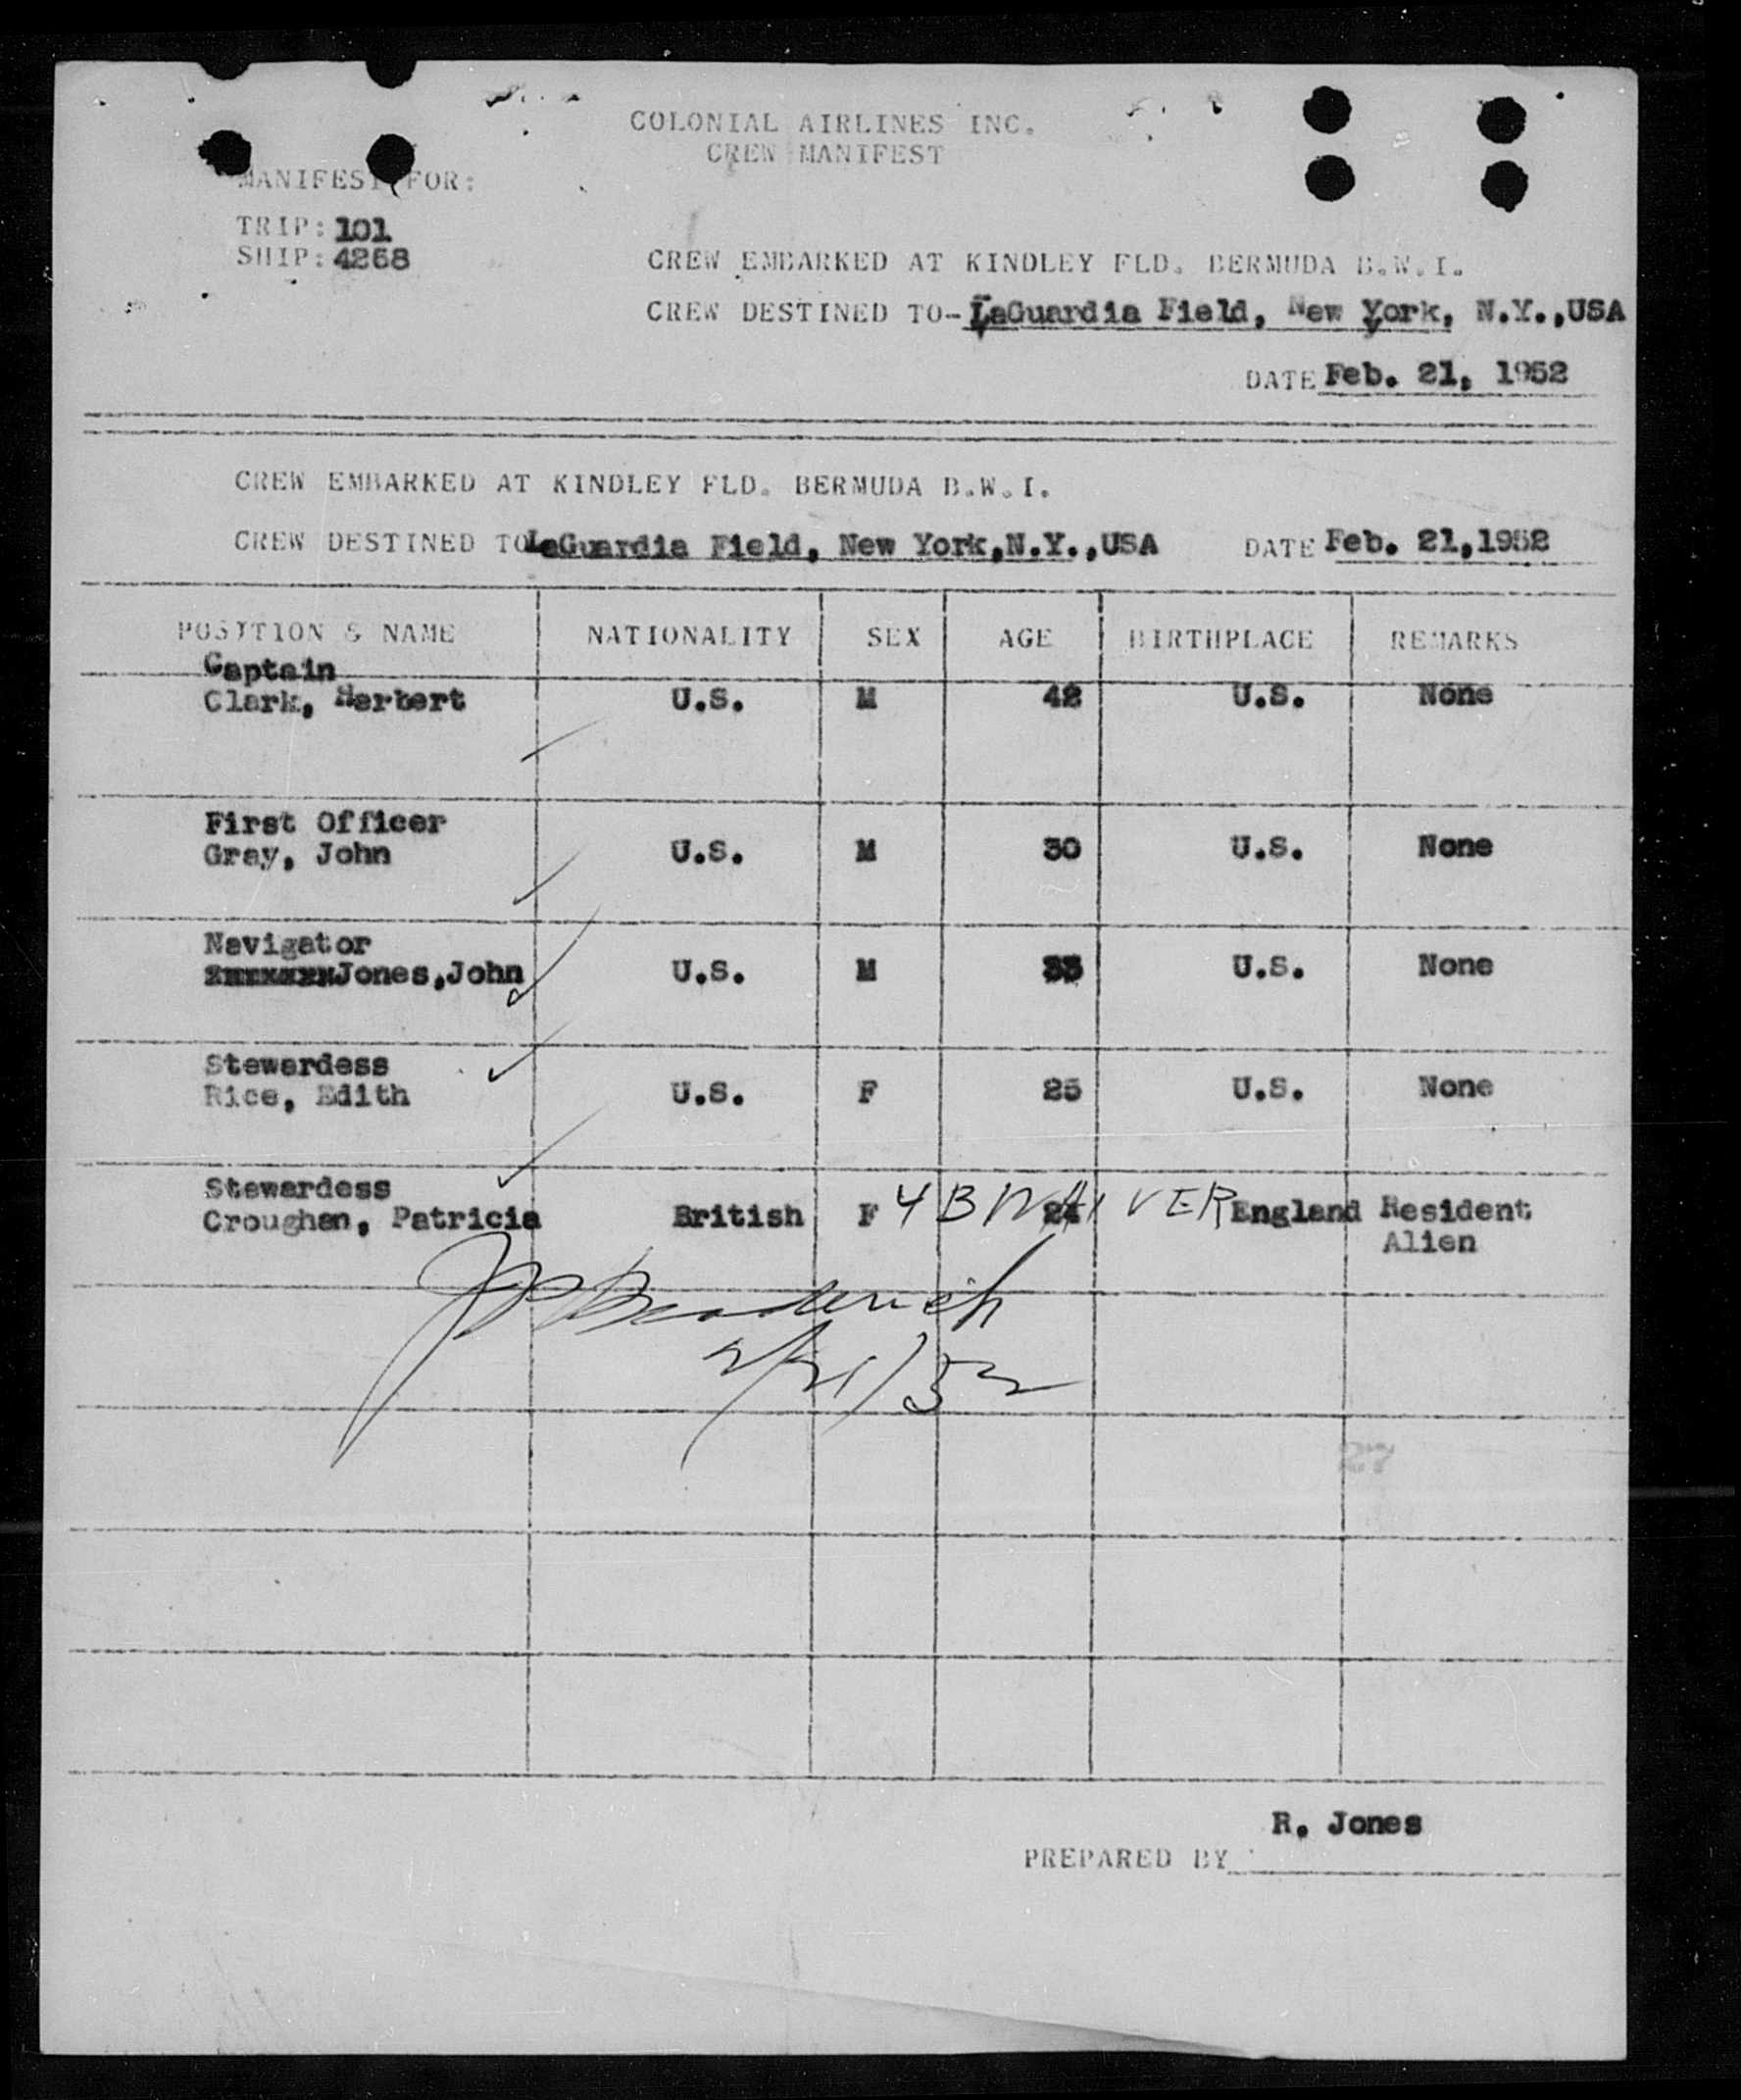 COLONIAL AIRLINES INC.
CREW MANIFEST
MANIFEST FOR:
TRIP: 101
SHIP: 4268
CREW EMBARKED AT KINDLEY FLD. BERMUDA B.W.I.
CREW DESTINED TO- LaGuardia Field, New York, N.Y.,USA
DATE Feb. 21, 1952
CREW EMBARKED AT KINDLEY FLD. BERMUDA B.W.I.
CREW DESTINED TO LaGuardia Field, New York,N.Y.,USA DATE Feb. 21,1952
POSITION & NAME NATIONALITY SEX AGE BIRTHPLACE REMARKS
Captain
Clark, Herbert U.S. M 42 U.S. None
First Officer
Gray, John U.S. M 30 U.S. None
Navigator
Jones,John U.S. M 33 U.S. None
Stewardess
Rice, Edith U.S. F 25 U.S. None
Stewardess
Croughan, Patricia British F 4 B WAIVER England Resident
Alien
2/21/52
R. Jones
PREPARED BY